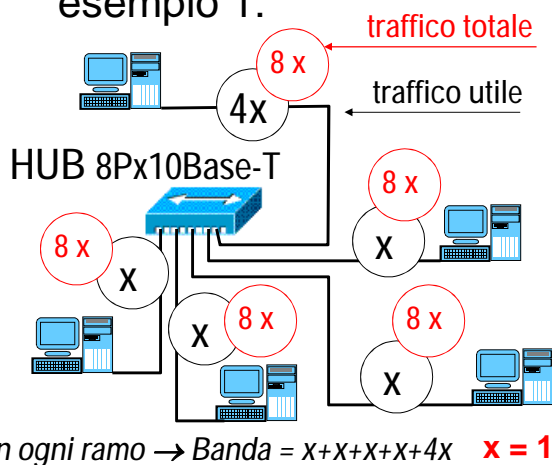 esempio 1:
traffico totale
8 x
4x
traffico utile
HUB 8Px10Base-T
8 x
x
8 x
x
8 x
x
8 x
x
n ogni ramo → Banda = x+x+x+x+4x x = 1